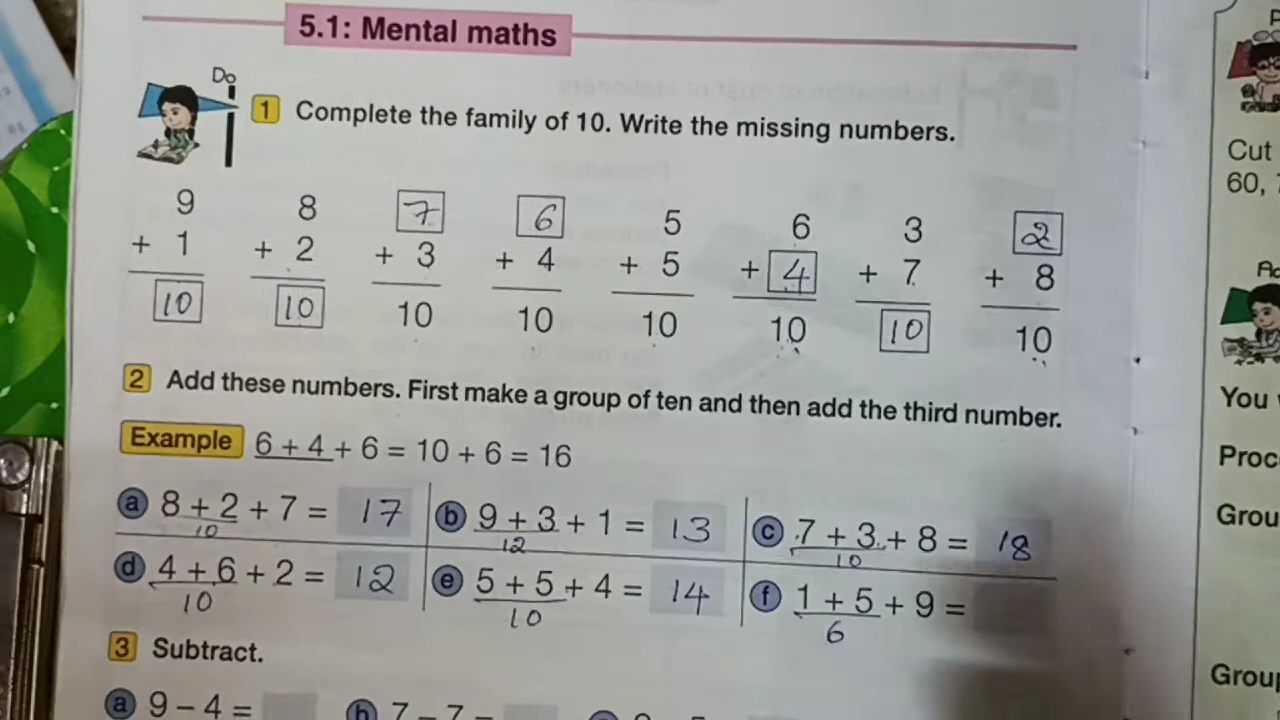 5.1: Mental maths
Do
1 Complete the family of 10. Write the missing numbers.
9 8 7 6 5 6 3 2
+ 1 + 2 + 3 + 4 + 5 + 4 + 7 + 8
10 10 10 10 10 10 10 10
2 Add these numbers. First make a group of ten and then add the third number.
Example 6 + 4 + 6 = 10 + 6 = 16
a 8 + 2 + 7 = 17 b 9 + 3 + 1 = 13 c 7 + 3 + 8 = 18
10 12 10
d 4 + 6 + 2 = 12 e 5 + 5 + 4 = 14 f 1 + 5 + 9 =
10 10 6
3 Subtract.
a 9 – 4 = b 7 – 7 =
Cut
60,
You
Proc
Grou
Group